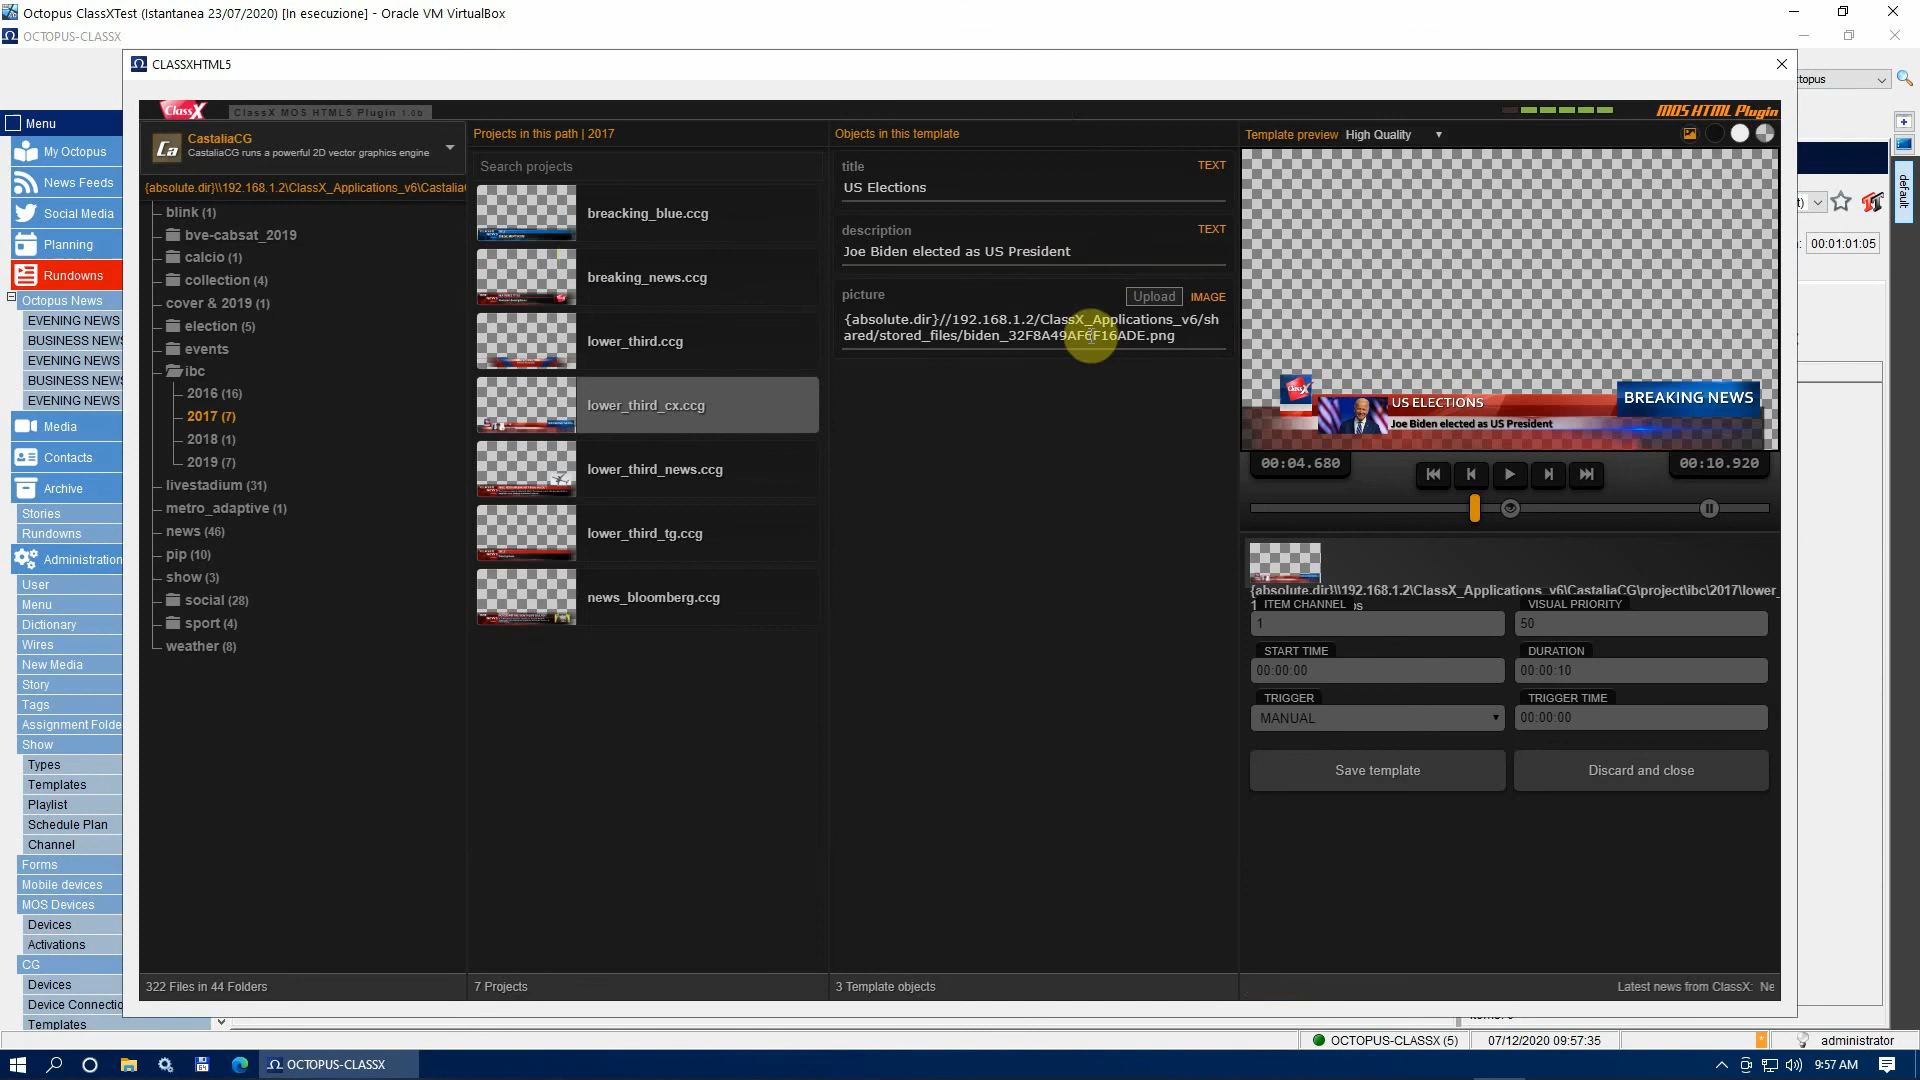 Octopus ClassXTest (Istantanea 23/07/2020) [In esecuzione] - Oracle VM VirtualBox
OCTOPUS-CLASSX
CLASSXHTML5
ClassX
ClassX MOS HTML5 Plugin 1.0b
MOS HTML Plugin
Menu
My Octopus
News Feeds
Social Media
Planning
Rundowns
Octopus News
EVENING NEWS
BUSINESS NEWS
EVENING NEWS
BUSINESS NEWS
EVENING NEWS
Media
Contacts
Archive
Stories
Rundowns
Administration
User
Menu
Dictionary
Wires
New Media
Story
Tags
Assignment Folde
Show
Types
Templates
Playlist
Schedule Plan
Channel
Forms
Mobile devices
MOS Devices
Devices
Activations
CG
Devices
Device Connectio
Templates
Ca
CastaliaCG
CastaliaCG runs a powerful 2D vector graphics engine
{absolute.dir}\\192.168.1.2\ClassX_Applications_v6\Castalia
blink (1)
bve-cabsat_2019
calcio (1)
collection (4)
cover & 2019 (1)
election (5)
events
ibc
2016 (16)
2017 (7)
2018 (1)
2019 (7)
livestadium (31)
metro_adaptive (1)
news (46)
pip (10)
show (3)
social (28)
sport (4)
weather (8)
322 Files in 44 Folders
Projects in this path | 2017
Search projects
breacking_blue.ccg
breaking_news.ccg
lower_third.ccg
lower_third_cx.ccg
lower_third_news.ccg
lower_third_tg.ccg
news_bloomberg.ccg
7 Projects
Objects in this template
title
TEXT
US Elections
description
TEXT
Joe Biden elected as US President
picture
Upload
IMAGE
{absolute.dir}//192.168.1.2/ClassX_Applications_v6/sh
ared/stored_files/biden_32F8A49AF6F16ADE.png
3 Template objects
Template preview
High Quality
ClassX
US ELECTIONS
Joe Biden elected as US President
BREAKING NEWS
00:04.680
00:10.920
{absolute.dir}\\192.168.1.2\ClassX_Applications_v6\CastaliaCG\project\ibc\2017\lower_
ITEM CHANNEL
VISUAL PRIORITY
1
50
START TIME
DURATION
00:00:00
00:00:10
TRIGGER
TRIGGER TIME
MANUAL
00:00:00
Save template
Discard and close
Latest news from ClassX: Ne
topus
default
00:01:01:05
OCTOPUS-CLASSX (5)
07/12/2020 09:57:35
administrator
OCTOPUS-CLASSX
9:57 AM